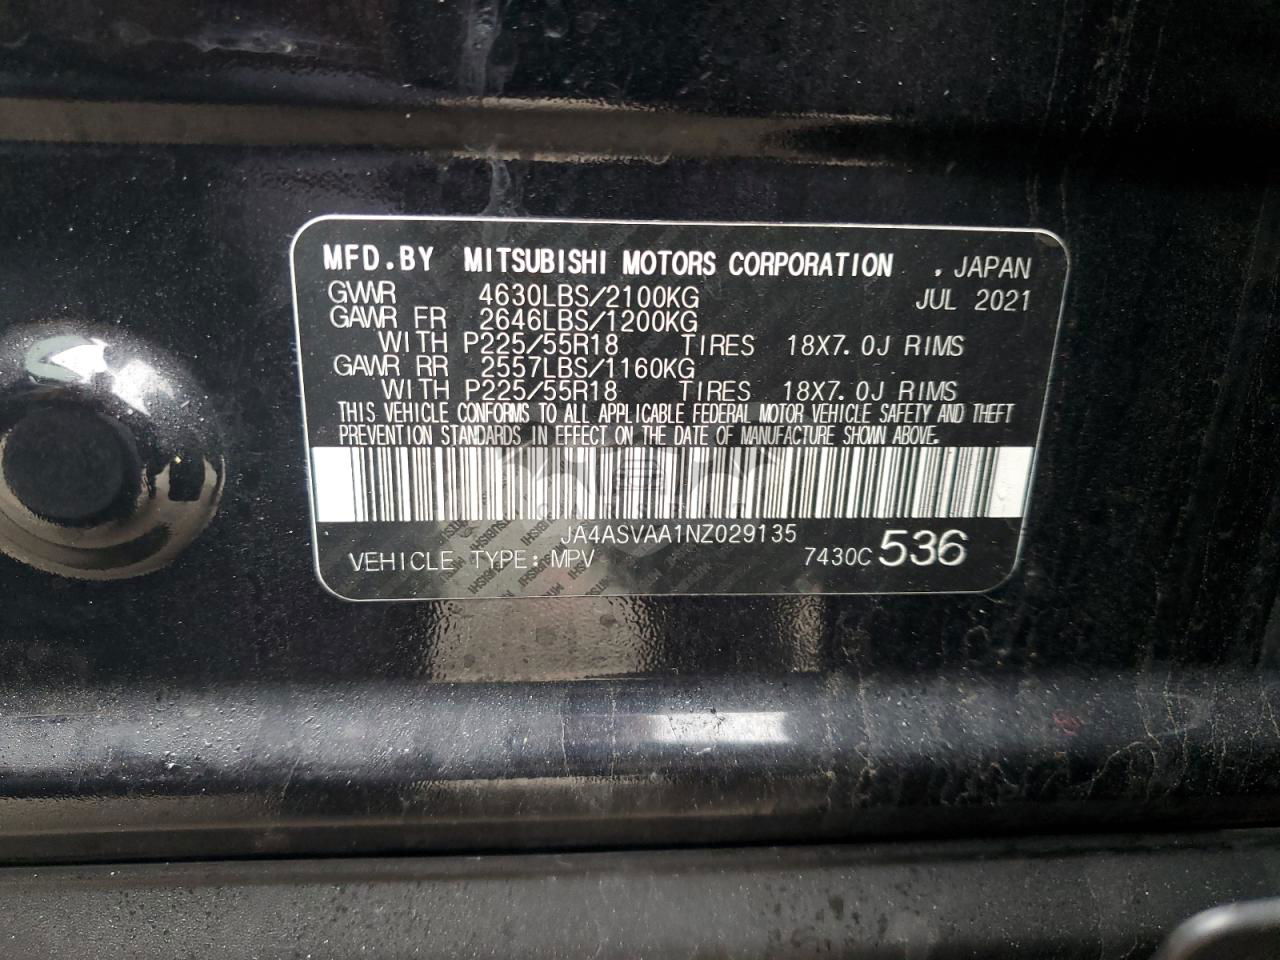 MFD.BY MITSUBISHI MOTORS CORPORATION , JAPAN
GVWR 4630LBS/2100KG JUL 2021
GAWR FR 2646LBS/1200KG
WITH P225/55R18 TIRES 18X7.0J RIMS
GAWR RR 2557LBS/1160KG
WITH P225/55R18 TIRES 18X7.0J RIMS
THIS VEHICLE CONFORMS TO ALL APPLICABLE FEDERAL MOTOR VEHICLE SAFETY AND THEFT
PREVENTION STANDARDS IN EFFECT ON THE DATE OF MANUFACTURE SHOWN ABOVE.
JA4ASVAA1NZ029135
VEHICLE TYPE:MPV 7430C 536